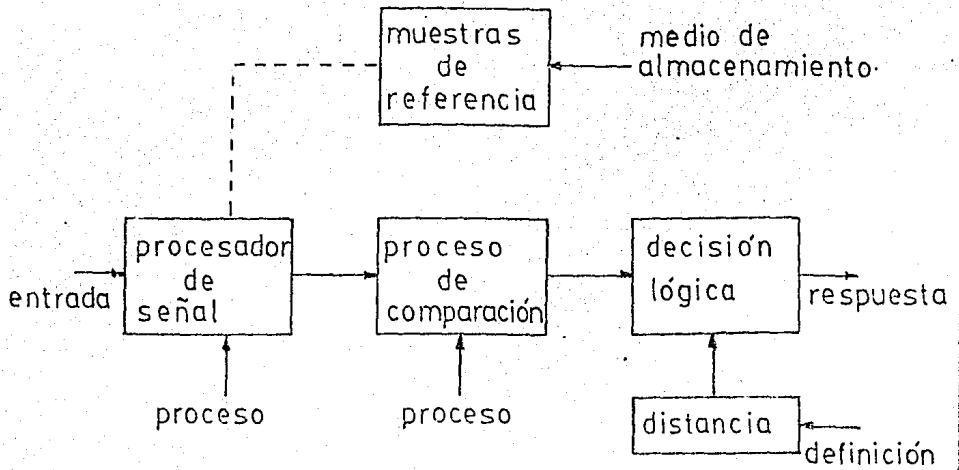 muestras
de
referencia
medio de
almacenamiento.
entrada
procesador
de
señal
proceso
de
comparación
decisión
lógica
respuesta
proceso
proceso
distancia
definición